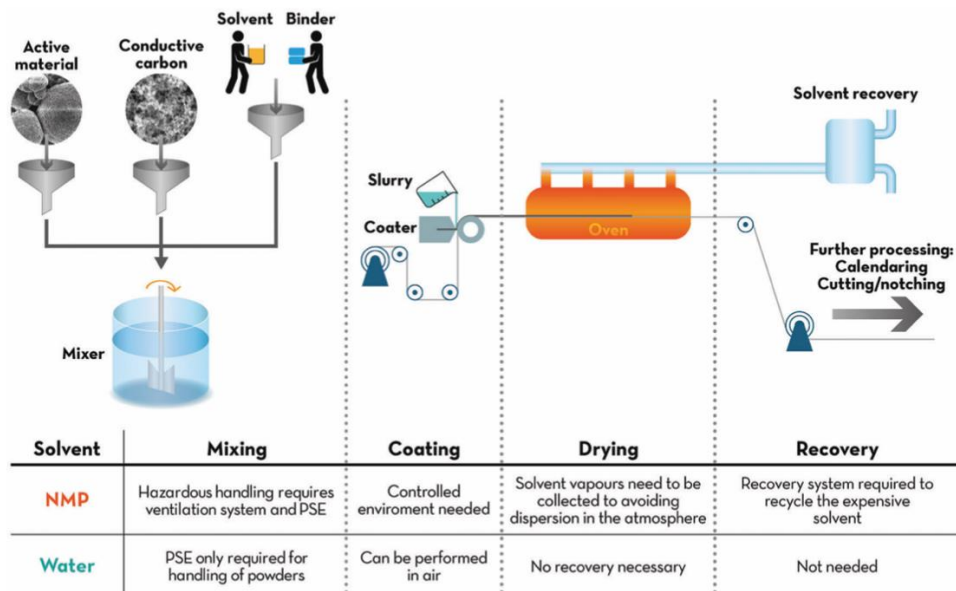 Solvent
Binder
Active
material
Conductive
carbon
Solvent recovery
Slurry
Coater
Oven
Further processing:
Calendaring
Cutting/notching
Mixer
Solvent
Mixing
Coating
Drying
Recovery
NMP
Hazardous handling requires
ventilation system and PSE
Controlled
enviroment needed
Solvent vapours need to be
collected to avoiding
dispersion in the atmosphere
Recovery system required to
recycle the expensive
solvent
Water
PSE only required for
handling of powders
Can be performed
in air
No recovery necessary
Not needed